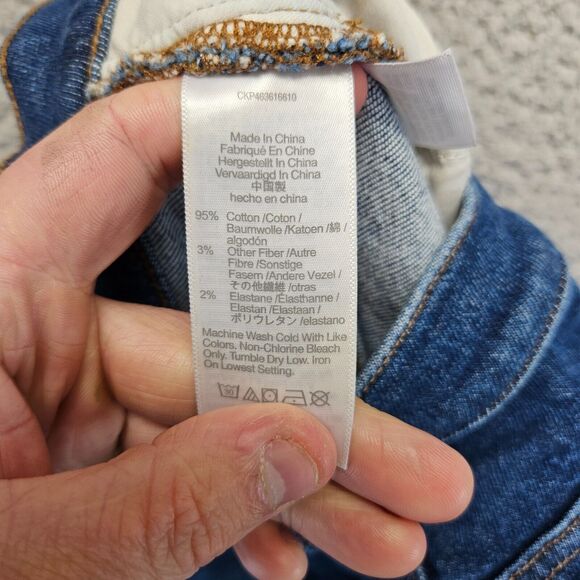 CKP463616610
Made In China
Fabriqué En Chine
Hergestellt In China
Vervaardigd In China
中国製
hecho en china
95% Cotton /Coton /
Baumwolle /Katoen /綿 /
algodón
3% Other Fiber /Autre
Fibre /Sonstige
Fasern /Andere Vezel /
その他繊維 /otras
2% Elastane /Élasthanne /
Elastan /Elastaan /
ポリウレタン /elastano
Machine Wash Cold With Like
Colors. Non-Chlorine Bleach
Only. Tumble Dry Low. Iron
On Lowest Setting.